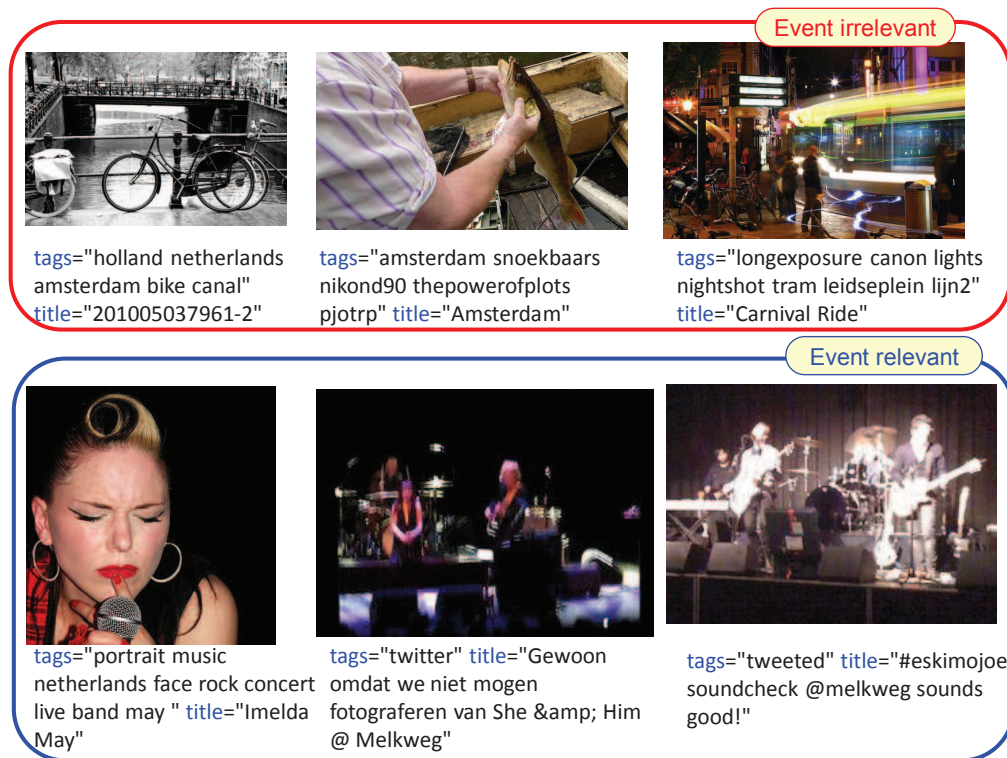 Event irrelevant
tags="holland netherlands
amsterdam bike canal"
title="201005037961-2"
tags="amsterdam snoekbaars
nikond90 thepowerofplots
pjotrp" title="Amsterdam"
tags="longexposure canon lights
nightshot tram leidseplein lijn2"
title="Carnival Ride"
Event relevant
tags="portrait music
netherlands face rock concert
live band may " title="Imelda
May"
tags="twitter" title="Gewoon
omdat we niet mogen
fotograferen van She &amp; Him
@ Melkweg"
tags="tweeted" title="#eskimojoe
soundcheck @melkweg sounds
good!"